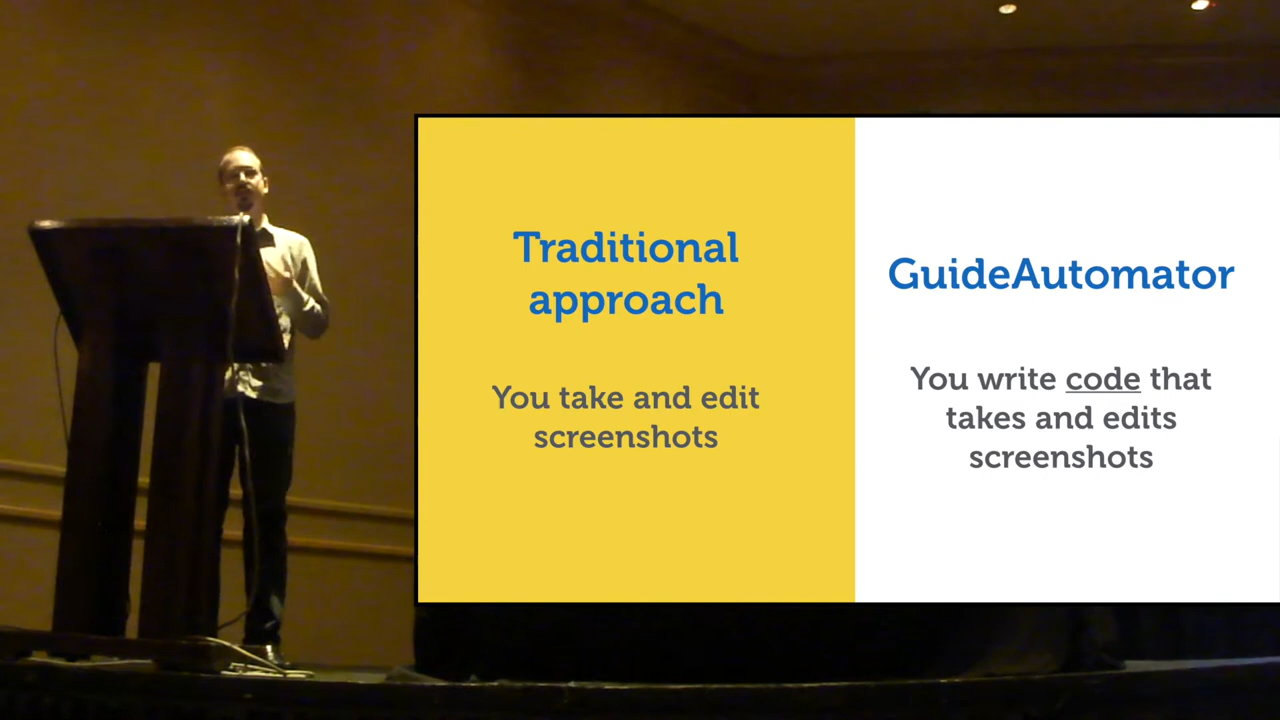 Traditional
approach
You take and edit
screenshots
GuideAutomator
You write code that
takes and edits
screenshots